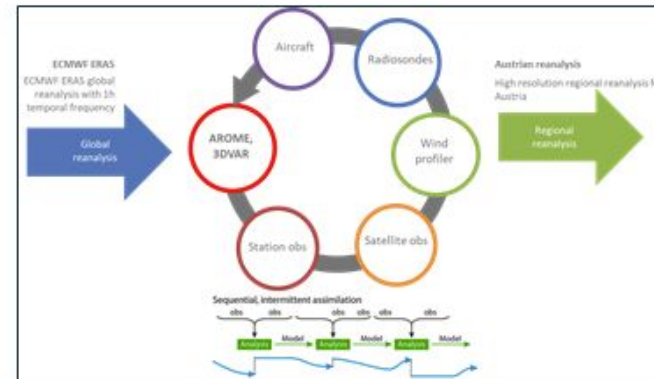 ECMWF ERA5
ECMWF ERA5 global
reanalysis with 1h
temporal frequency
Global
reanalysis
Aircraft
Radiosondes
AROME,
3DVAR
Wind
profiler
Station obs
Satellite obs
Austrian reanalysis
High resolution regional reanalysis
Austria
Regional
reanalysis
Sequential, intermittent assimilation
obs obs obs obs obs obs
Analysis Model Analysis Model Analysis Model